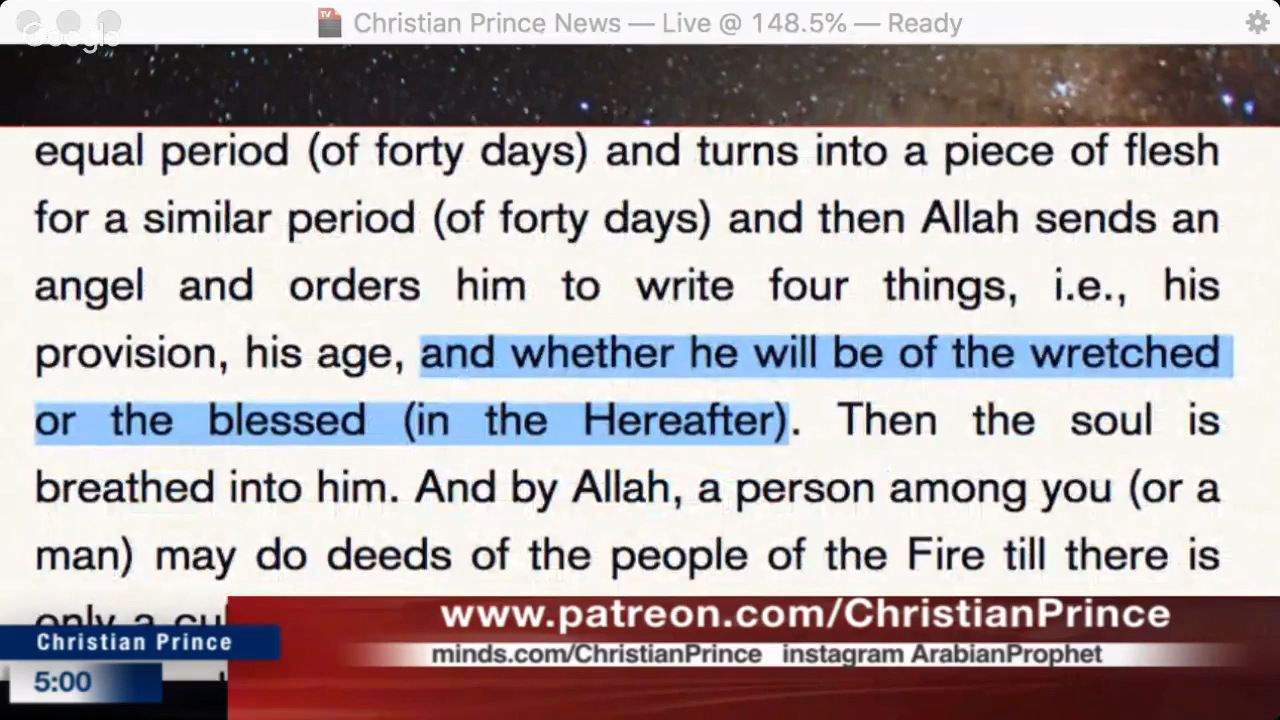 Christian Prince News — Live @ 148.5% — Ready
Google
equal period (of forty days) and turns into a piece of flesh
for a similar period (of forty days) and then Allah sends an
angel and orders him to write four things, i.e., his
provision, his age, and whether he will be of the wretched
or the blessed (in the Hereafter). Then the soul is
breathed into him. And by Allah, a person among you (or a
man) may do deeds of the people of the Fire till there is
only a
www.patreon.com/ChristianPrince
Christian Prince
minds.com/ChristianPrince instagram ArabianProphet
5:00